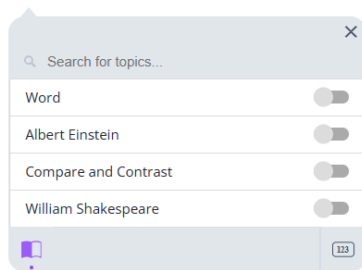 Search for topics...
Word
Albert Einstein
Compare and Contrast
William Shakespeare
123